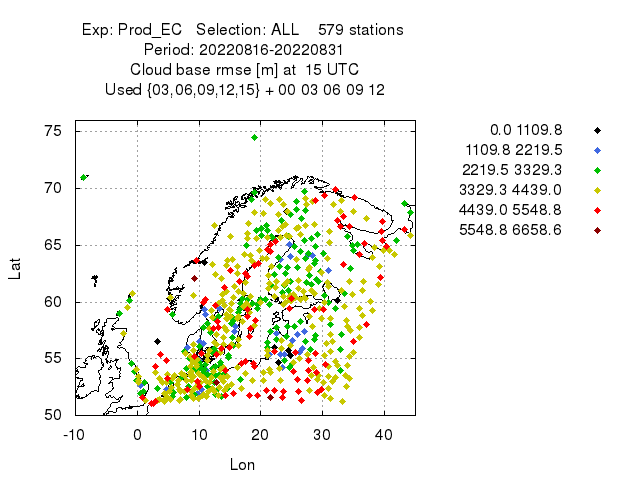 Exp: Prod_EC   Selection: ALL    579 stations
Period: 20220816-20220831
Cloud base rmse [m] at  15 UTC
Used {03,06,09,12,15} + 00 03 06 09 12
0.0 1109.8
1109.8 2219.5
2219.5 3329.3
3329.3 4439.0
4439.0 5548.8
5548.8 6658.6
75
70
65
60
55
50
Lat
-10 0 10 20 30 40
Lon